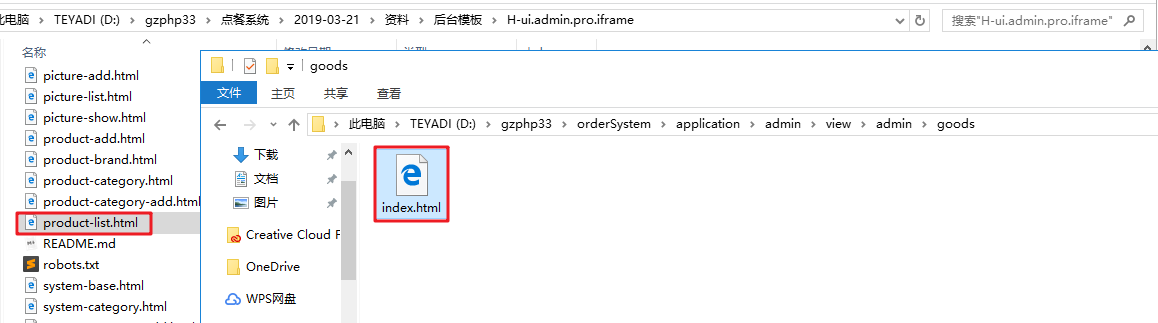 此电脑 > TEYADI (D:) > gzphp33 > 点餐系统 > 2019-03-21 > 资料 > 后台模板 > H-ui.admin.pro.iframe
搜索"H-ui.admin.pro.iframe"
名称
picture-add.html
picture-list.html
picture-show.html
product-add.html
product-brand.html
product-category.html
product-category-add.html
product-list.html
README.md
robots.txt
system-base.html
system-category.html
goods
文件 主页 共享 查看
此电脑 > TEYADI (D:) > gzphp33 > orderSystem > application > admin > view > admin > goods
下载
文档
图片
Creative Cloud F
OneDrive
WPS网盘
index.html